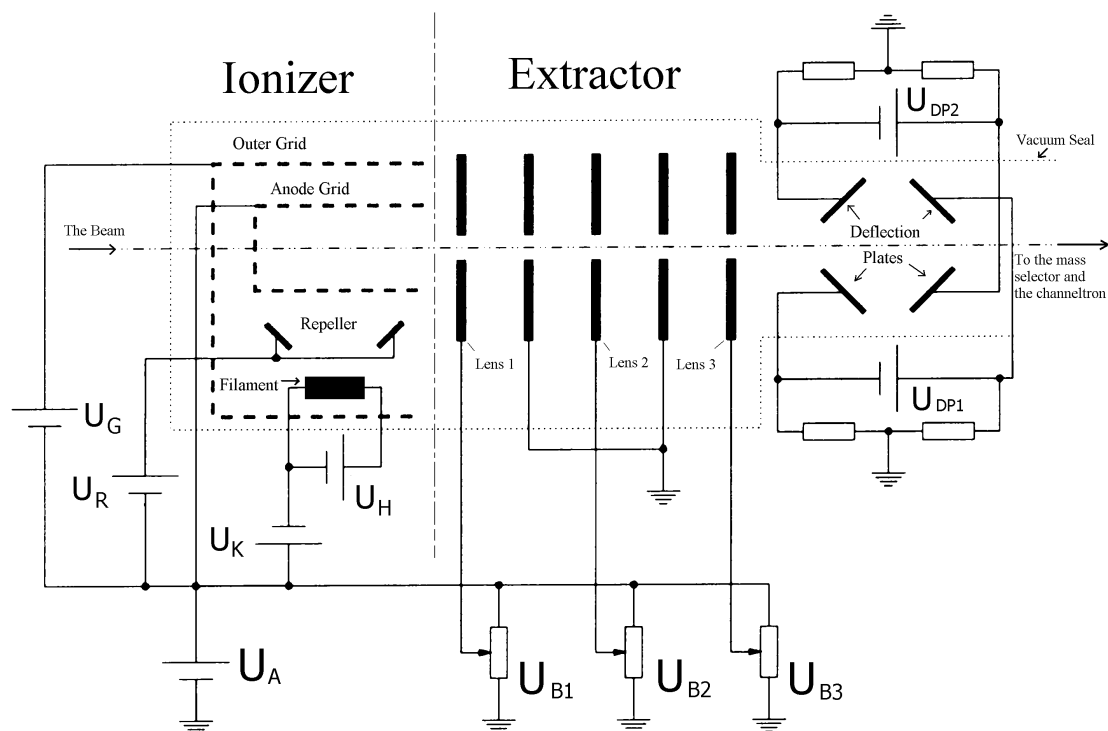 Ionizer
Extractor
U DP2
Vacuum Seal
Outer Grid
Anode Grid
The Beam
Deflection
Plates
To the mass
selector and
the channeltron
Repeller
Lens 1
Lens 2
Lens 3
Filament
U G
U DP1
U R
U H
U K
U A
U B1
U B2
U B3